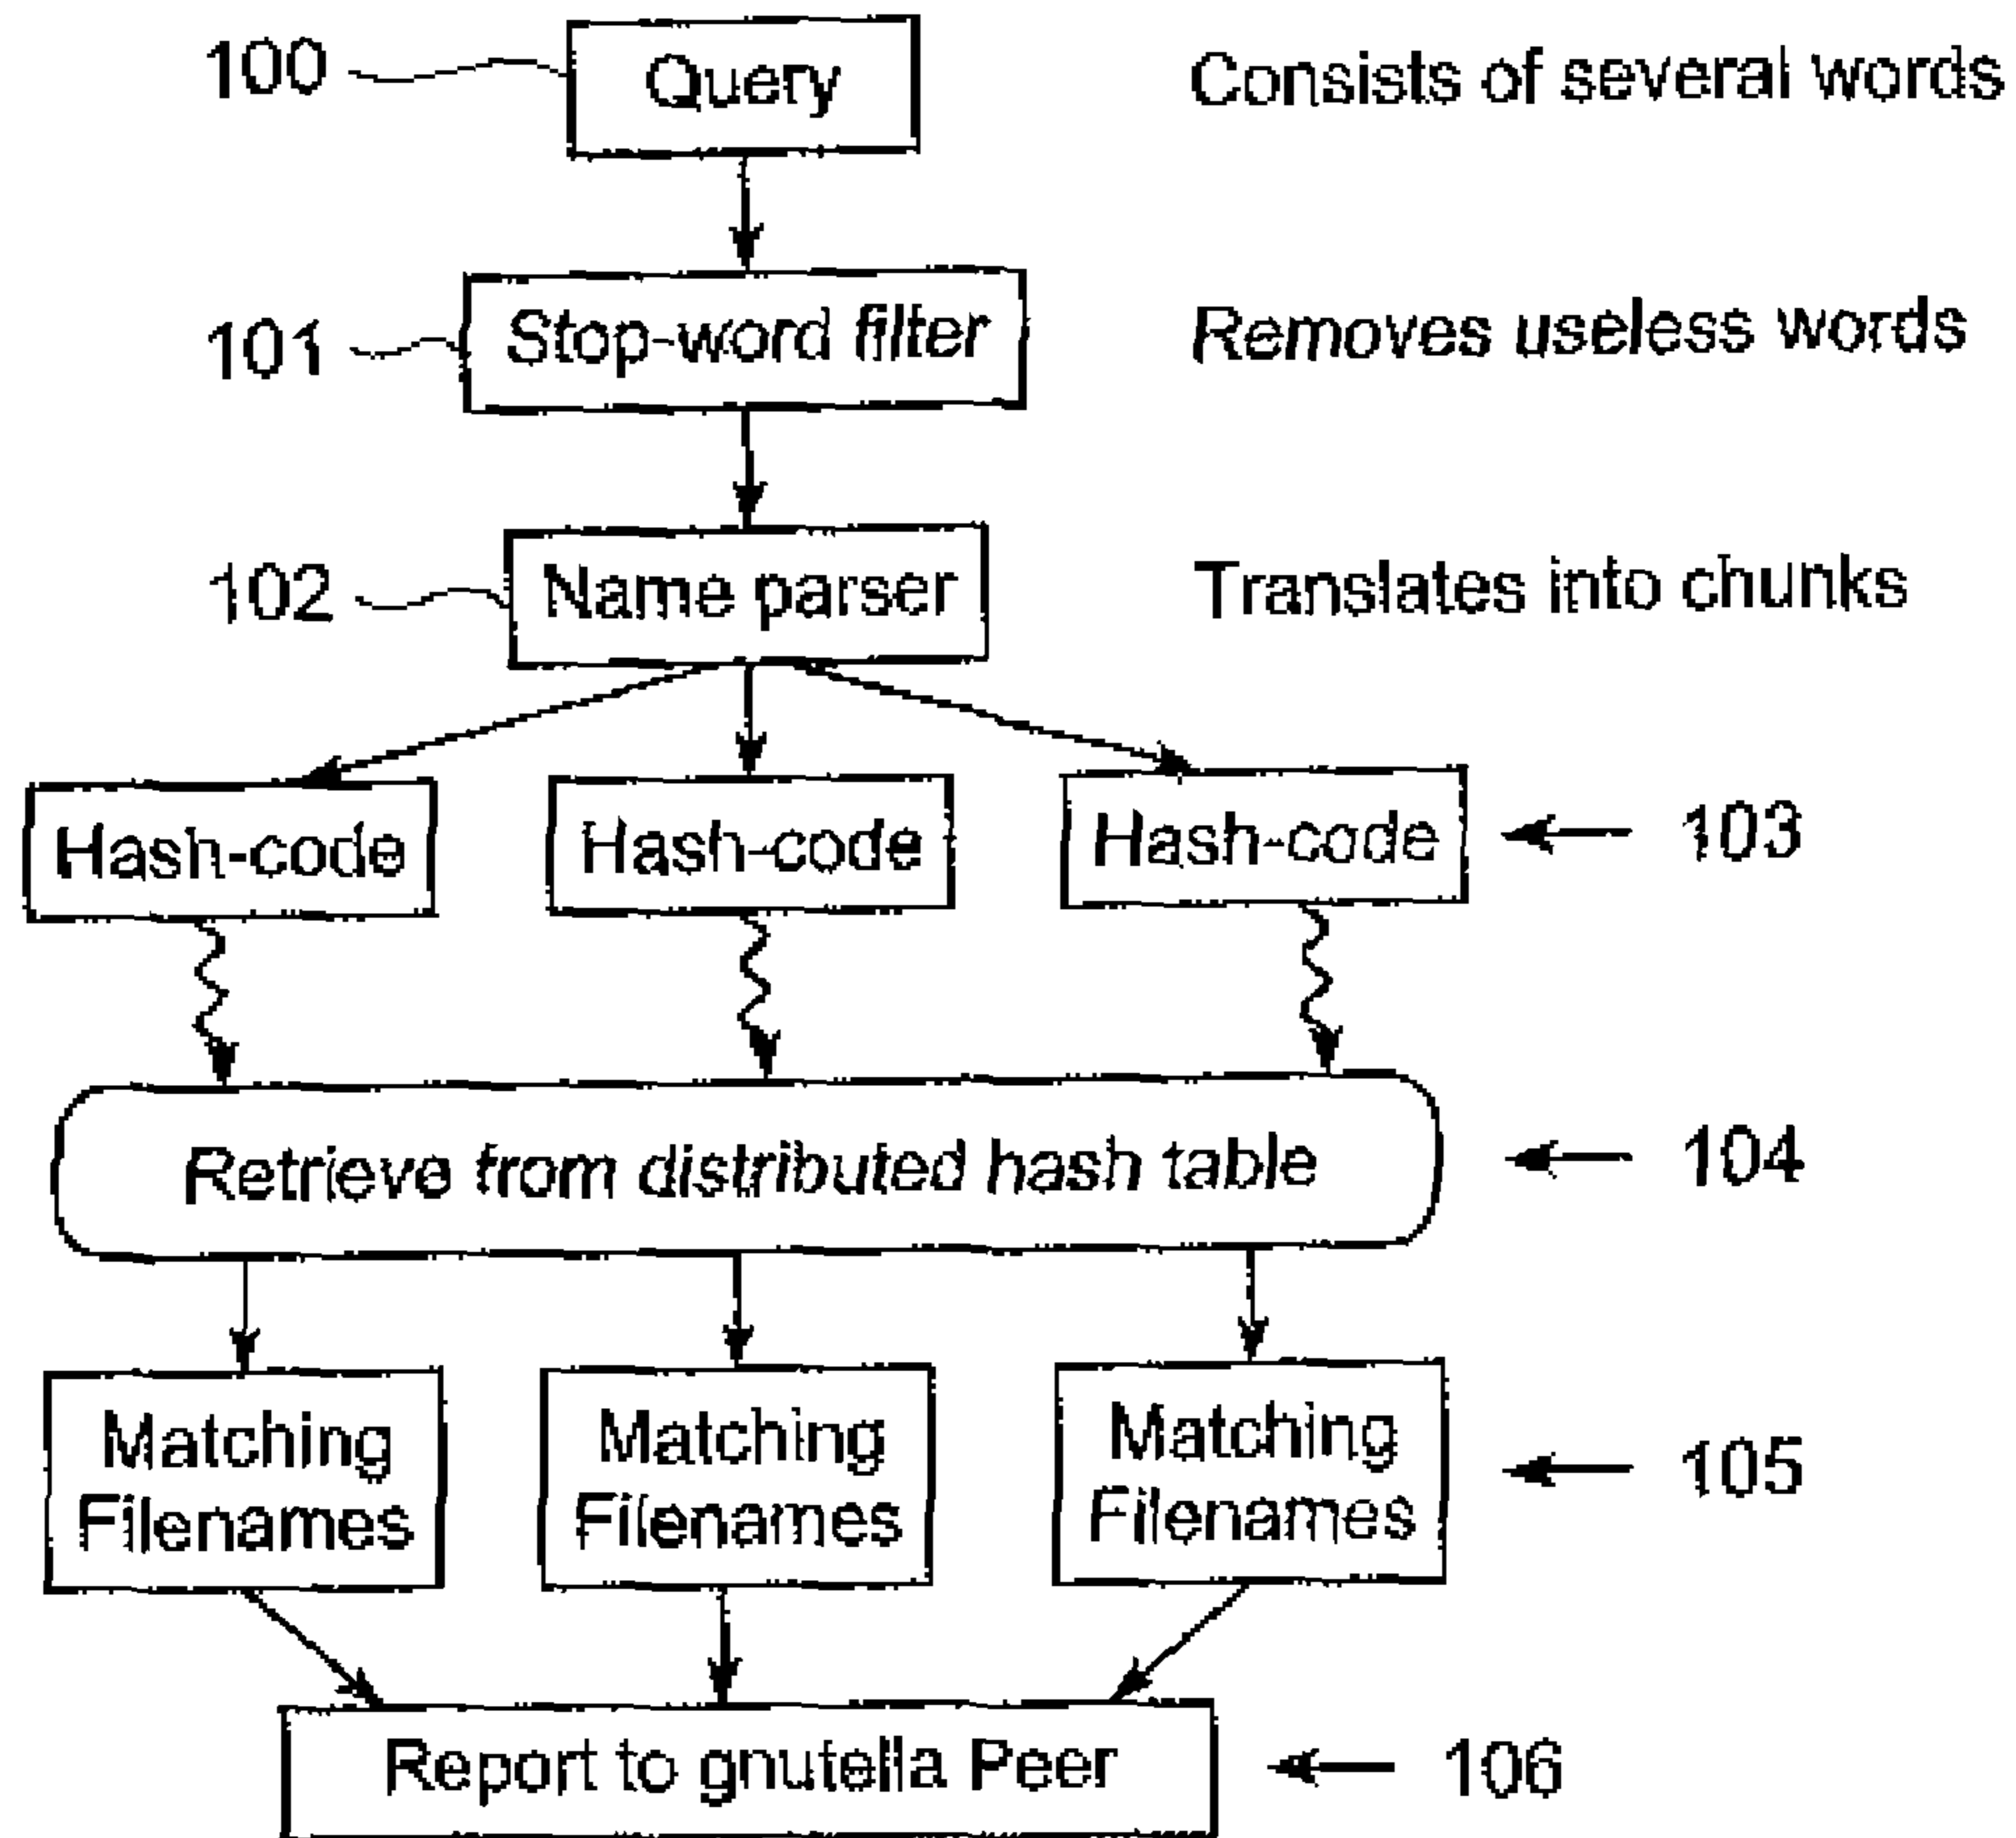 100 Query Consists of several words
101 Stop-word filter Removes useless words
102 Name parser Translates into chunks
Hash-code Hash-code Hash-code 103
Retrieve from distributed hash table 104
Matching Matching Matching
Filenames Filenames Filenames 105
Report to gnutella Peer 106